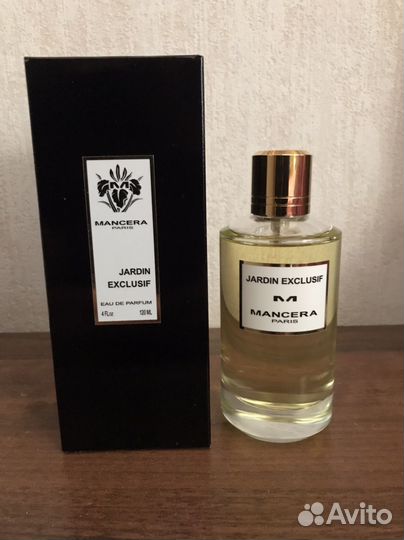 MANCERA
PARIS
JARDIN
EXCLUSIF
EAU DE PARFUM
4 Fl.oz 120 ML
JARDIN EXCLUSIF
M
MANCERA
PARIS
Avito